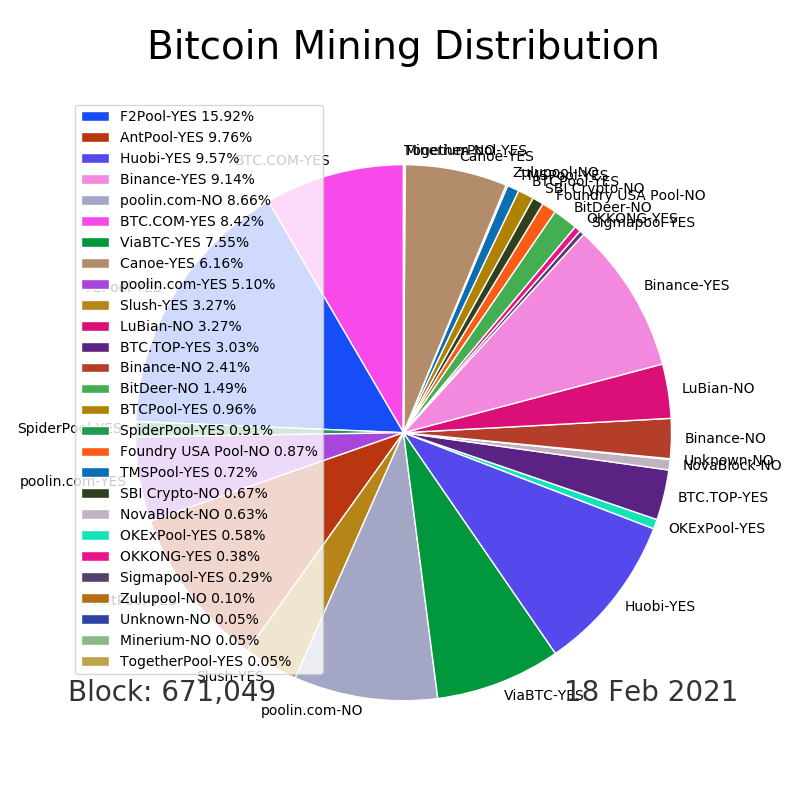 Bitcoin Mining Distribution
F2Pool-YES 15.92%
AntPool-YES 9.76%
Huobi-YES 9.57%
Binance-YES 9.14%
poolin.com-NO 8.66%
BTC.COM-YES 8.42%
ViaBTC-YES 7.55%
Canoe-YES 6.16%
poolin.com-YES 5.10%
Slush-YES 3.27%
LuBian-NO 3.27%
BTC.TOP-YES 3.03%
Binance-NO 2.41%
BitDeer-NO 1.49%
BTCPool-YES 0.96%
SpiderPool-YES 0.91%
Foundry USA Pool-NO 0.87%
TMSPool-YES 0.72%
SBI Crypto-NO 0.67%
NovaBlock-NO 0.63%
OKExPool-YES 0.58%
OKKONG-YES 0.38%
Sigmapool-YES 0.29%
Zulupool-NO 0.10%
Unknown-NO 0.05%
Minerium-NO 0.05%
TogetherPool-YES 0.05%
BTC.COM-YES
SpiderPool-YES
poolin.com-YES
Slush-YES
poolin.com-NO
ViaBTC-YES
Huobi-YES
OKExPool-YES
BTC.TOP-YES
NovaBlock-NO
Unknown-NO
Binance-NO
LuBian-NO
Binance-YES
Sigmapool-YES
OKKONG-YES
BitDeer-NO
Foundry USA Pool-NO
SBI Crypto-NO
BTCPool-YES
TMSPool-YES
Zulupool-NO
Canoe-YES
Minerium-NO
TogetherPool-YES
Block: 671,049
18 Feb 2021